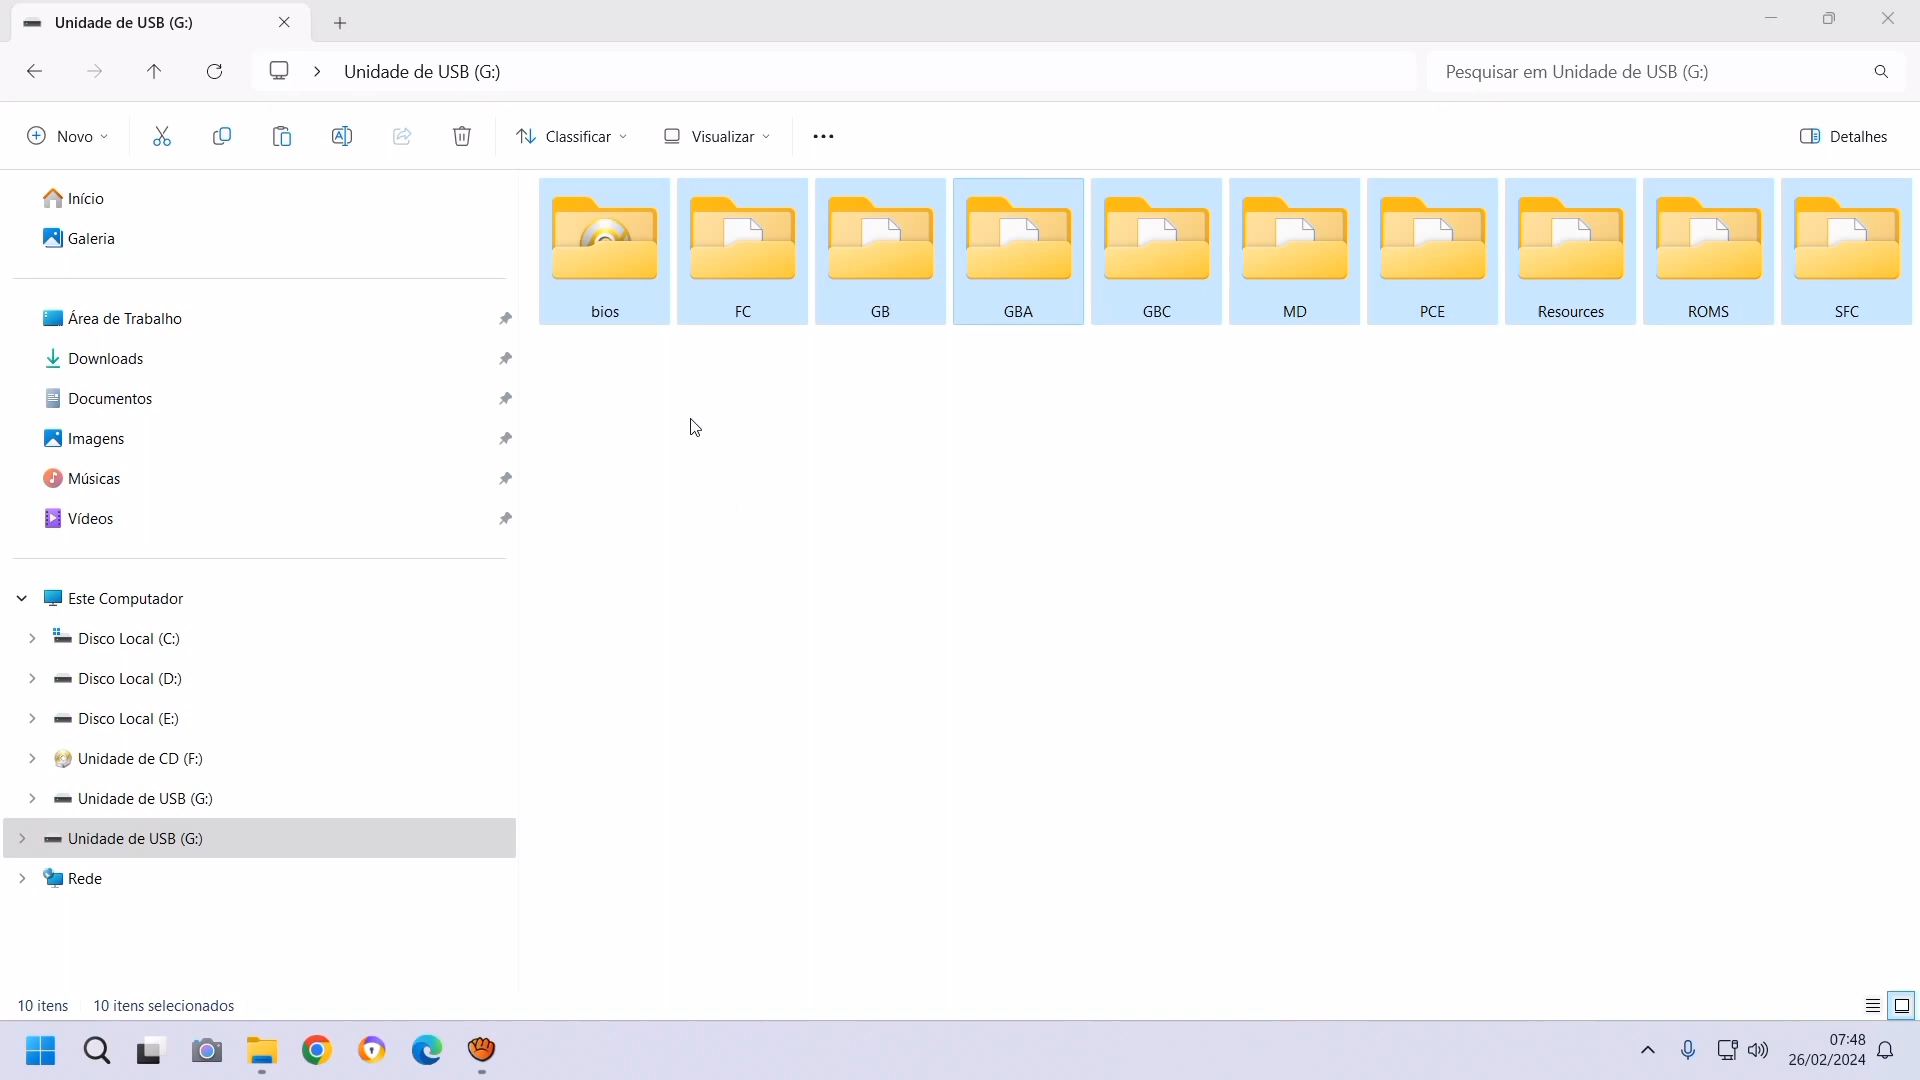 Unidade de USB (G:)
Unidade de USB (G:)
Pesquisar em Unidade de USB (G:)
Novo
Classificar
Visualizar
Detalhes
Início
Galeria
Área de Trabalho
Downloads
Documentos
Imagens
Músicas
Vídeos
Este Computador
Disco Local (C:)
Disco Local (D:)
Disco Local (E:)
Unidade de CD (F:)
Unidade de USB (G:)
Unidade de USB (G:)
Rede
bios
FC
GB
GBA
GBC
MD
PCE
Resources
ROMS
SFC
10 itens
10 itens selecionados
07:48
26/02/2024